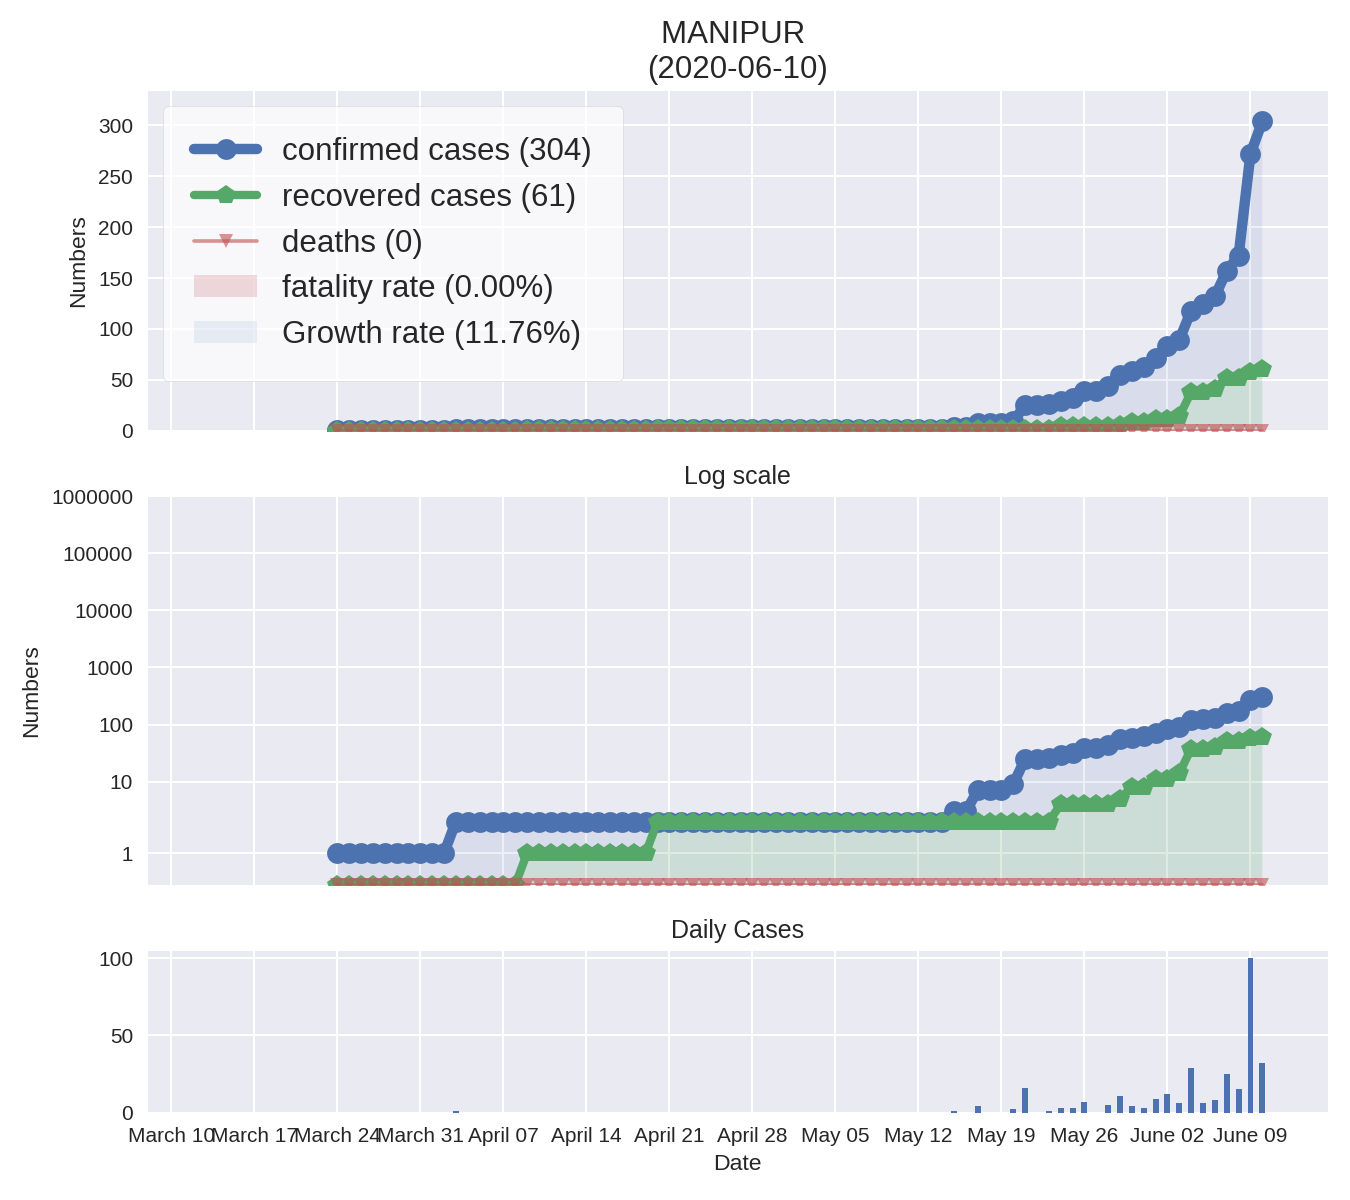 MANIPUR
(2020-06-10)
300
250
200
150
100
50
0
Numbers
confirmed cases (304)
recovered cases (61)
deaths (0)
fatality rate (0.00%)
Growth rate (11.76%)
Log scale
1000000
100000
10000
1000
100
10
1
Numbers
Daily Cases
100
50
0
March 10 March 17 March 24 March 31 April 07 April 14 April 21 April 28 May 05 May 12 May 19 May 26 June 02 June 09
Date